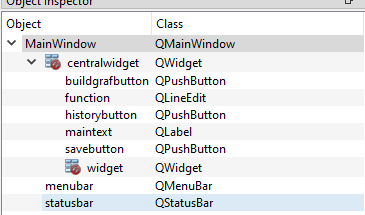 Object Inspector
Object Class
MainWindow QMainWindow
centralwidget QWidget
buildgrafbutton QPushButton
function QLineEdit
historybutton QPushButton
maintext QLabel
savebutton QPushButton
widget QWidget
menubar QMenuBar
statusbar QStatusBar